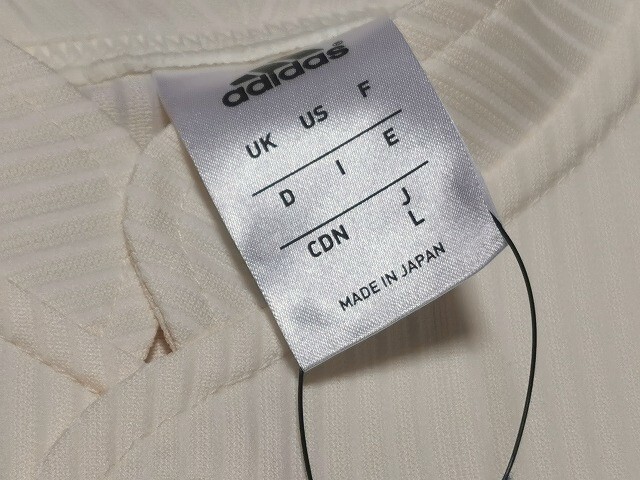 adidas®
UK US F
D I E
CDN J
L
MADE IN JAPAN